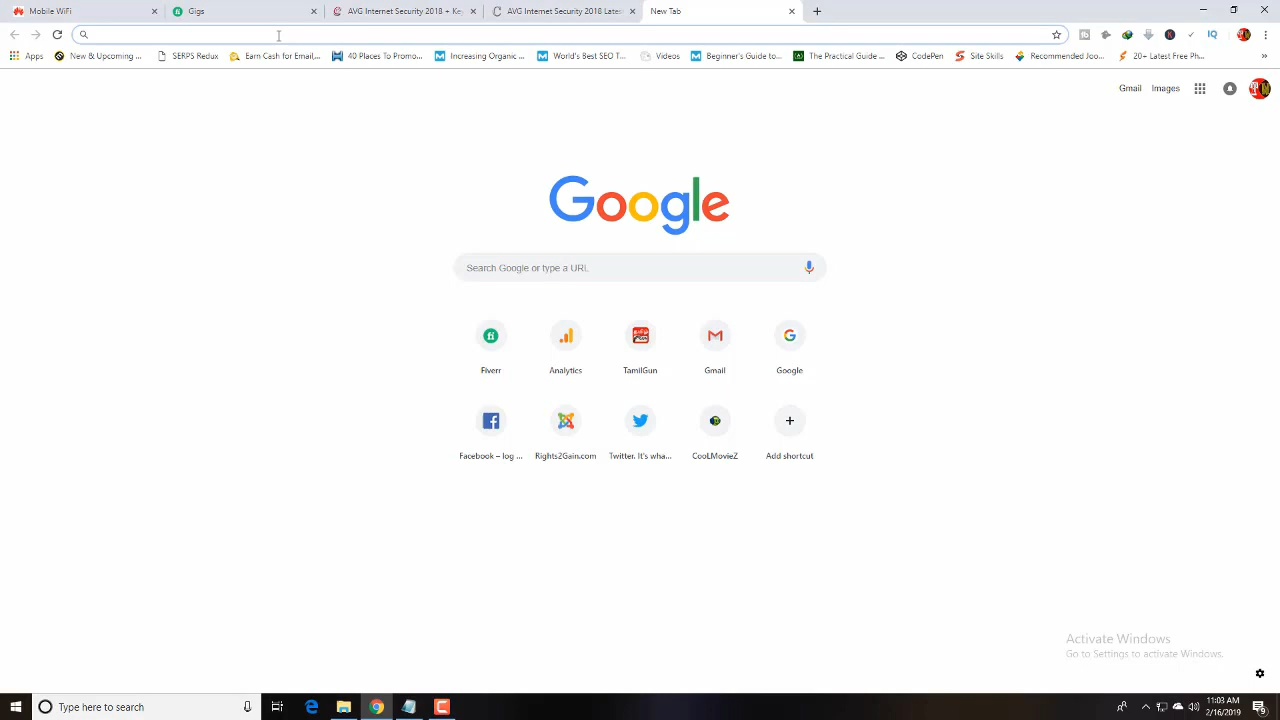 Mobile WiFi
Gigs
AVG Internet Security 2018 + Ke
AVG Internet Security 2018 Lates
New Tab
Apps
New & Upcoming ...
SERPS Redux
Earn Cash for Email,...
40 Places To Promo...
Increasing Organic ...
World's Best SEO T...
Videos
Beginner's Guide to...
The Practical Guide ...
CodePen
Site Skills
Recommended Joo...
20+ Latest Free Ph...
»
IQ
Gmail
Images
Google
Search Google or type a URL
Fiverr
Analytics
TamilGun
Gmail
Google
Facebook – log ...
Rights2Gain.com
Twitter. It's wha...
CooLMovieZ
Add shortcut
Activate Windows
Go to Settings to activate Windows.
Type here to search
11:03 AM
2/16/2019